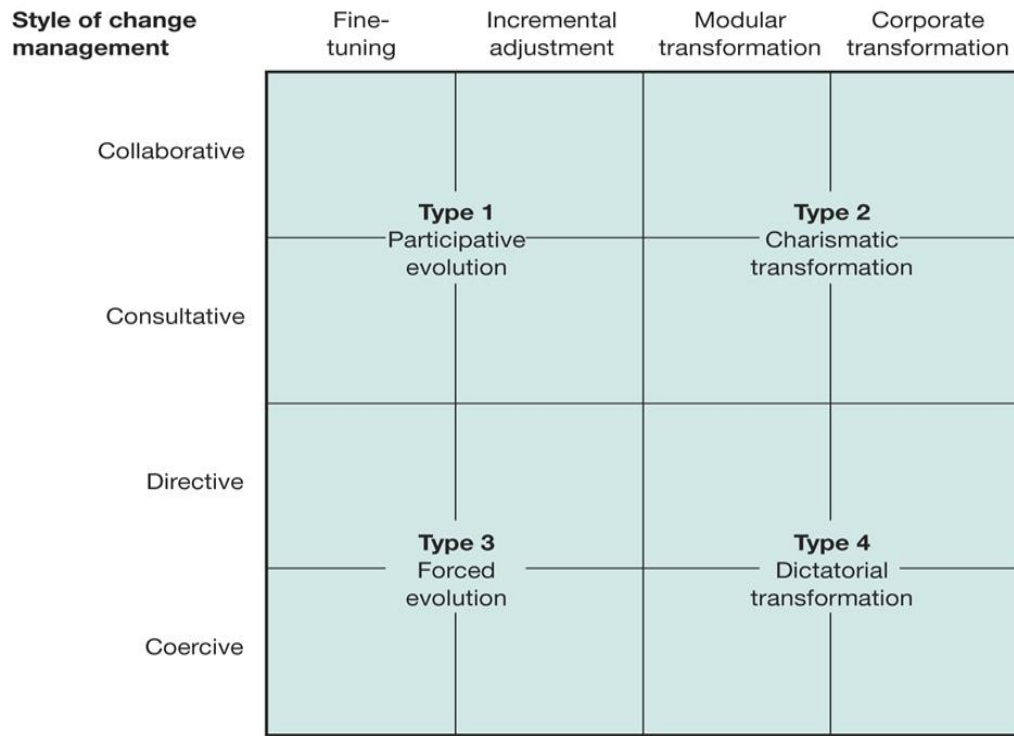 Style of change
management
Fine-
tuning
Incremental
adjustment
Modular
transformation
Corporate
transformation
Collaborative
Type 1
Participative
evolution
Type 2
Charismatic
transformation
Consultative
Directive
Type 3
Forced
evolution
Type 4
Dictatorial
transformation
Coercive